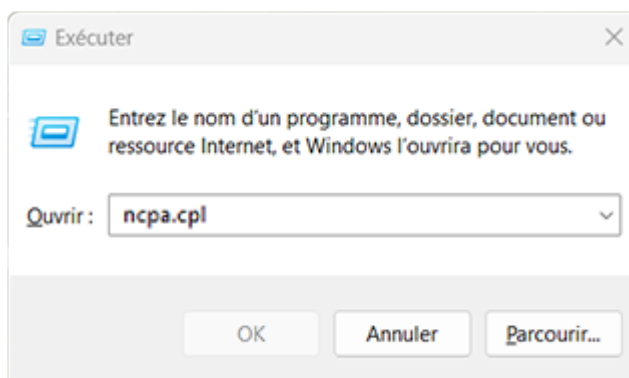 Exécuter
Entrez le nom d'un programme, dossier, document ou
ressource Internet, et Windows l'ouvrira pour vous.
Ouvrir : ncpa.cpl
OK Annuler Parcourir...